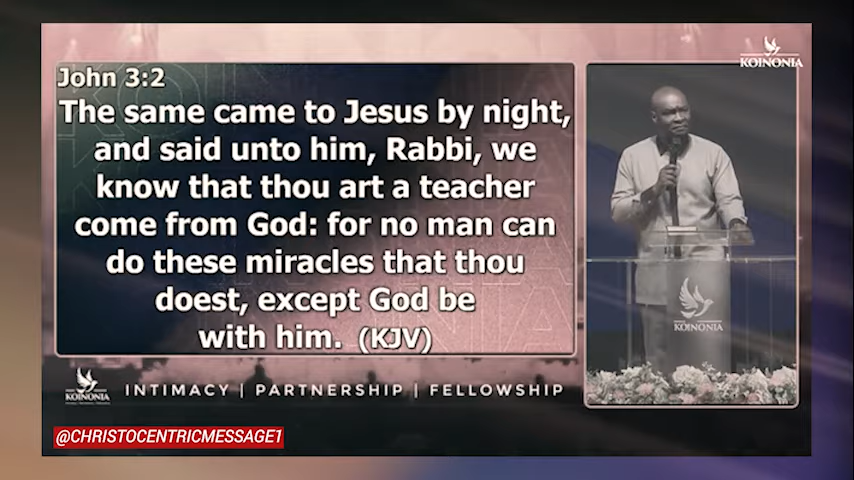 KOINONIA
John 3:2
The same came to Jesus by night,
and said unto him, Rabbi, we
know that thou art a teacher
come from God: for no man can
do these miracles that thou
doest, except God be
with him. (KJV)
KOINONIA
KOINONIA
INTIMACY | PARTNERSHIP | FELLOWSHIP
@CHRISTOCENTRICMESSAGE1